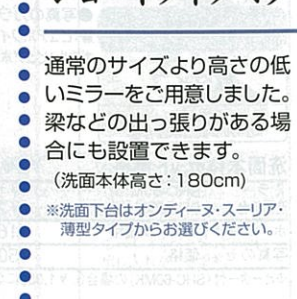 通常のサイズより高さの低
いミラーをご用意しました。
梁などの出っ張りがある場
合にも設置できます。
(洗面本体高さ:180cm)
※洗面下台はオンディーヌ・スーリア・
薄型タイプからお選びください。